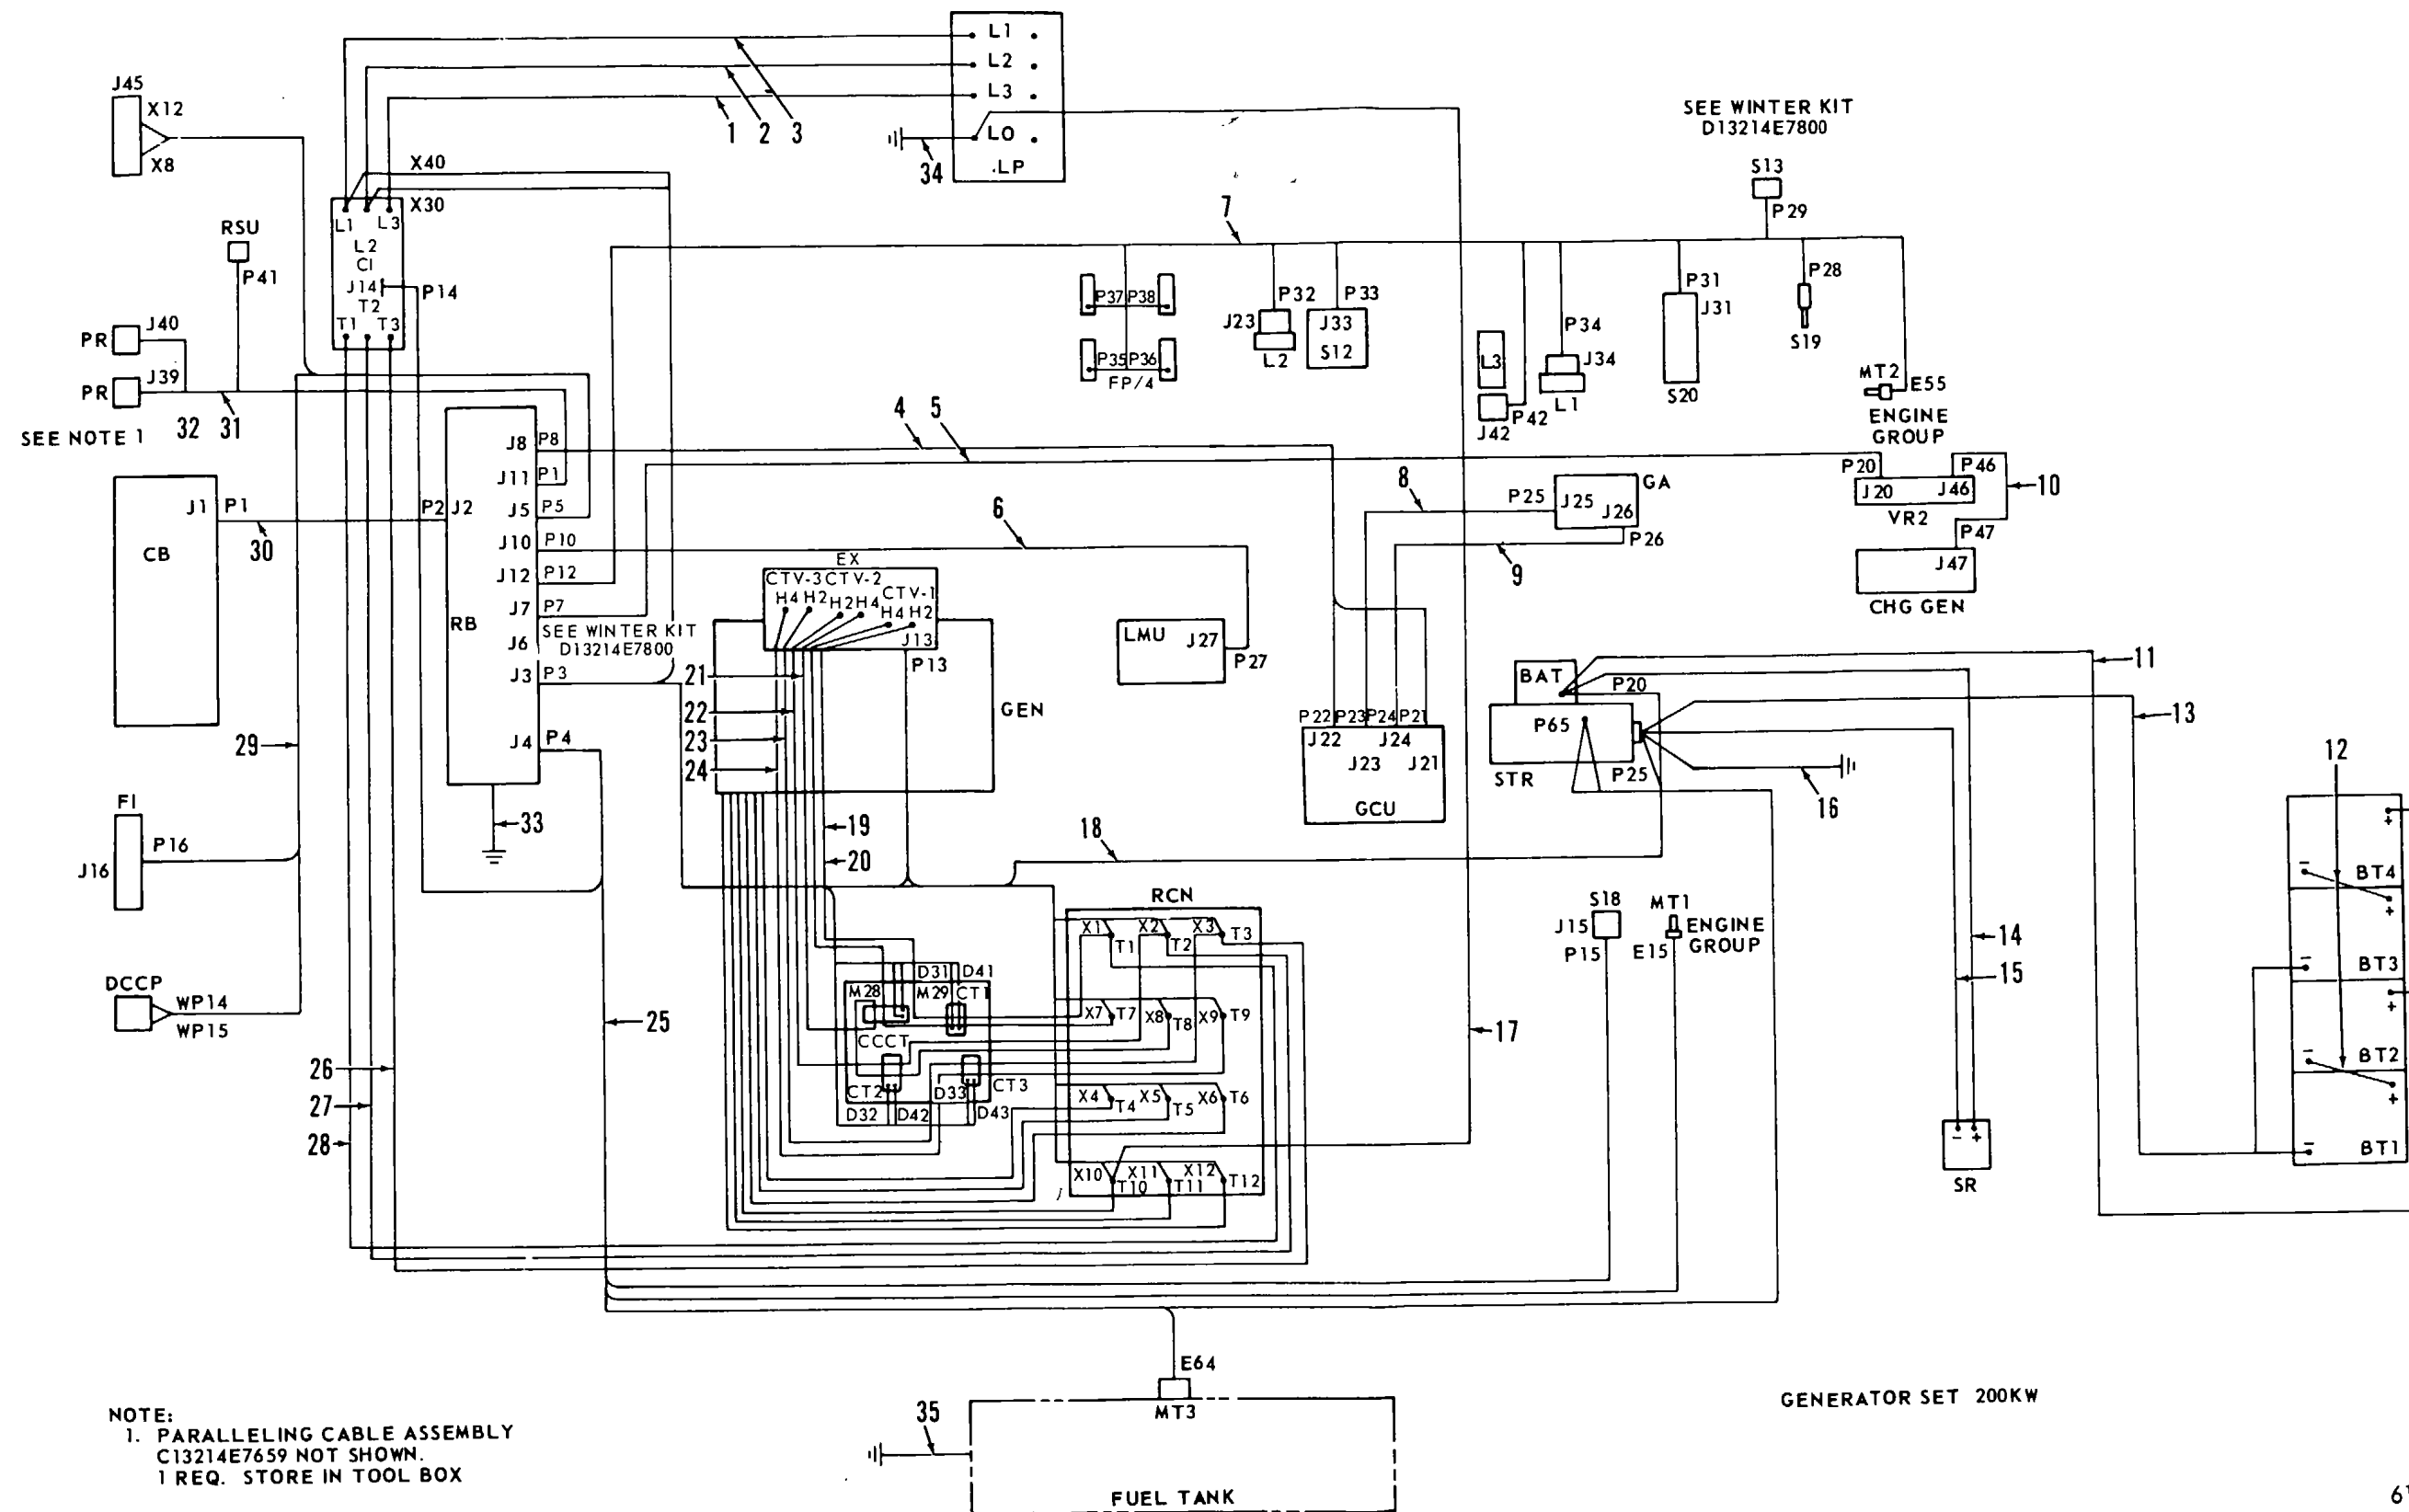 L1
L2
L3
LO
.LP
1 2 3
34
J45
X12
X8
X40
X30
L1 L3
L2
CI
J14
P14
T2
T1 T3
RSU
P41
PR J40
PR J39
SEE NOTE 1 32 31
SEE WINTER KIT
D13214E7800
S13
P29
7
P37 P38
P35 P36
FP/4
P32
J23
L2
P33
J33
S12
L3
J42
P42
P34
J34
L1
P31
J31
S20
P28
S19
MT2
E55
ENGINE
GROUP
4 5
J8 P8
J11 P1
J5 P5
J10 P10
J12 P12
J7 P7
J6 SEE WINTER KIT
D13214E7800
J3 P3
J4 P4
RB
P2 J2
J1 P1
CB
30
33
29
FI
P16
J16
DCCP
WP14
WP15
6
8
9
P25 J25 GA
J26
P26
P20 P46
J20 J46
VR2
10
P47
J47
CHG GEN
EX
CTV-3 CTV-2
CTV-1
H4 H2 H2 H4 H4 H2
J13
P13
GEN
21
22
23
24
19
20
LMU J27
P27
P22 P23 P24 P21
J22 J24
J23 J21
GCU
BAT
P20
P65
P25
STR
11
13
14
15
16
12
18
RCN
X1 X2 X3
T1 T2 T3
X7 T7 X8 T8 X9 T9
X4 T4 X5 T5 X6 T6
X10 T10 X11 T11 X12 T12
D31 D41
M28 M29 CT1
CCCT
CT2 D33 CT3
D32 D42 D43
S18
J15
P15
MT1
ENGINE
GROUP
E15
17
25
26
27
28
- +
SR
+
- BT4
+
- BT3
+
- BT2
+
- BT1
E64
MT3
35
FUEL TANK
GENERATOR SET 200KW
NOTE:
1. PARALLELING CABLE ASSEMBLY
C13214E7659 NOT SHOWN.
1 REQ. STORE IN TOOL BOX